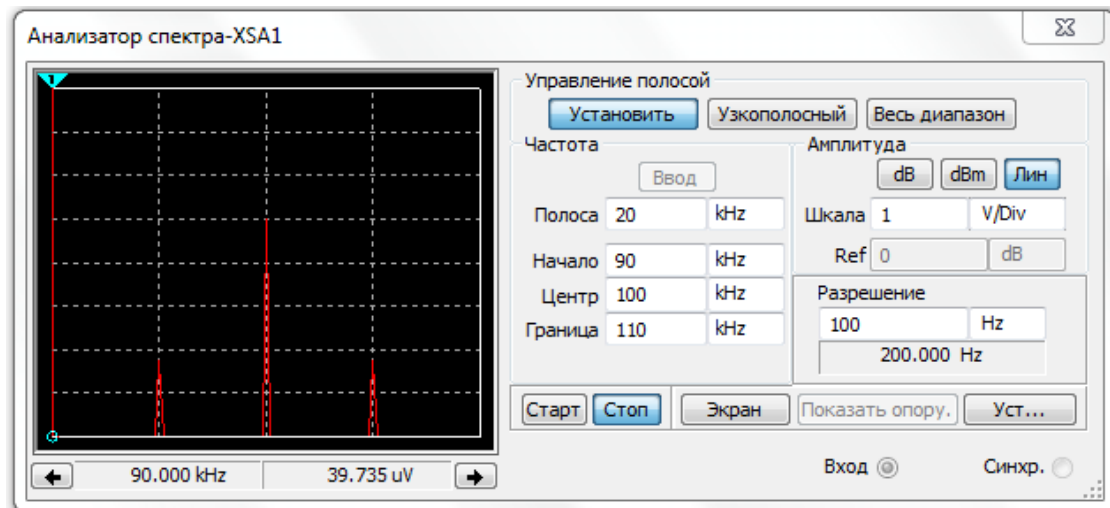 Анализатор спектра-XSA1
1
90.000 kHz 39.735 uV
Управление полосой
Установить Узкополосный Весь диапазон
Частота
Ввод
Полоса 20 kHz
Начало 90 kHz
Центр 100 kHz
Граница 110 kHz
Амплитуда
dB dBm Лин
Шкала 1 V/Div
Ref 0 dB
Разрешение
100 Hz
200.000 Hz
Старт Стоп Экран Показать опору. Уст...
Вход Синхр.